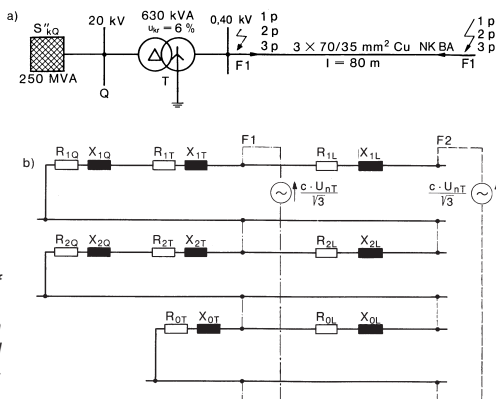 a)
S″kQ
250 MVA
20 kV
Q
630 kVA
ukr = 6 %
T
0,40 kV
1 p
2 p
3 p
F1
3 × 70/35 mm² Cu NKBA
l = 80 m
1 p
2 p
3 p
F1
b)
R1Q X1Q R1T X1T F1 R1L X1L F2
c · UnT
√3
c · UnT
√3
R2Q X2Q R2T X2T R2L X2L
R0T X0T R0L X0L